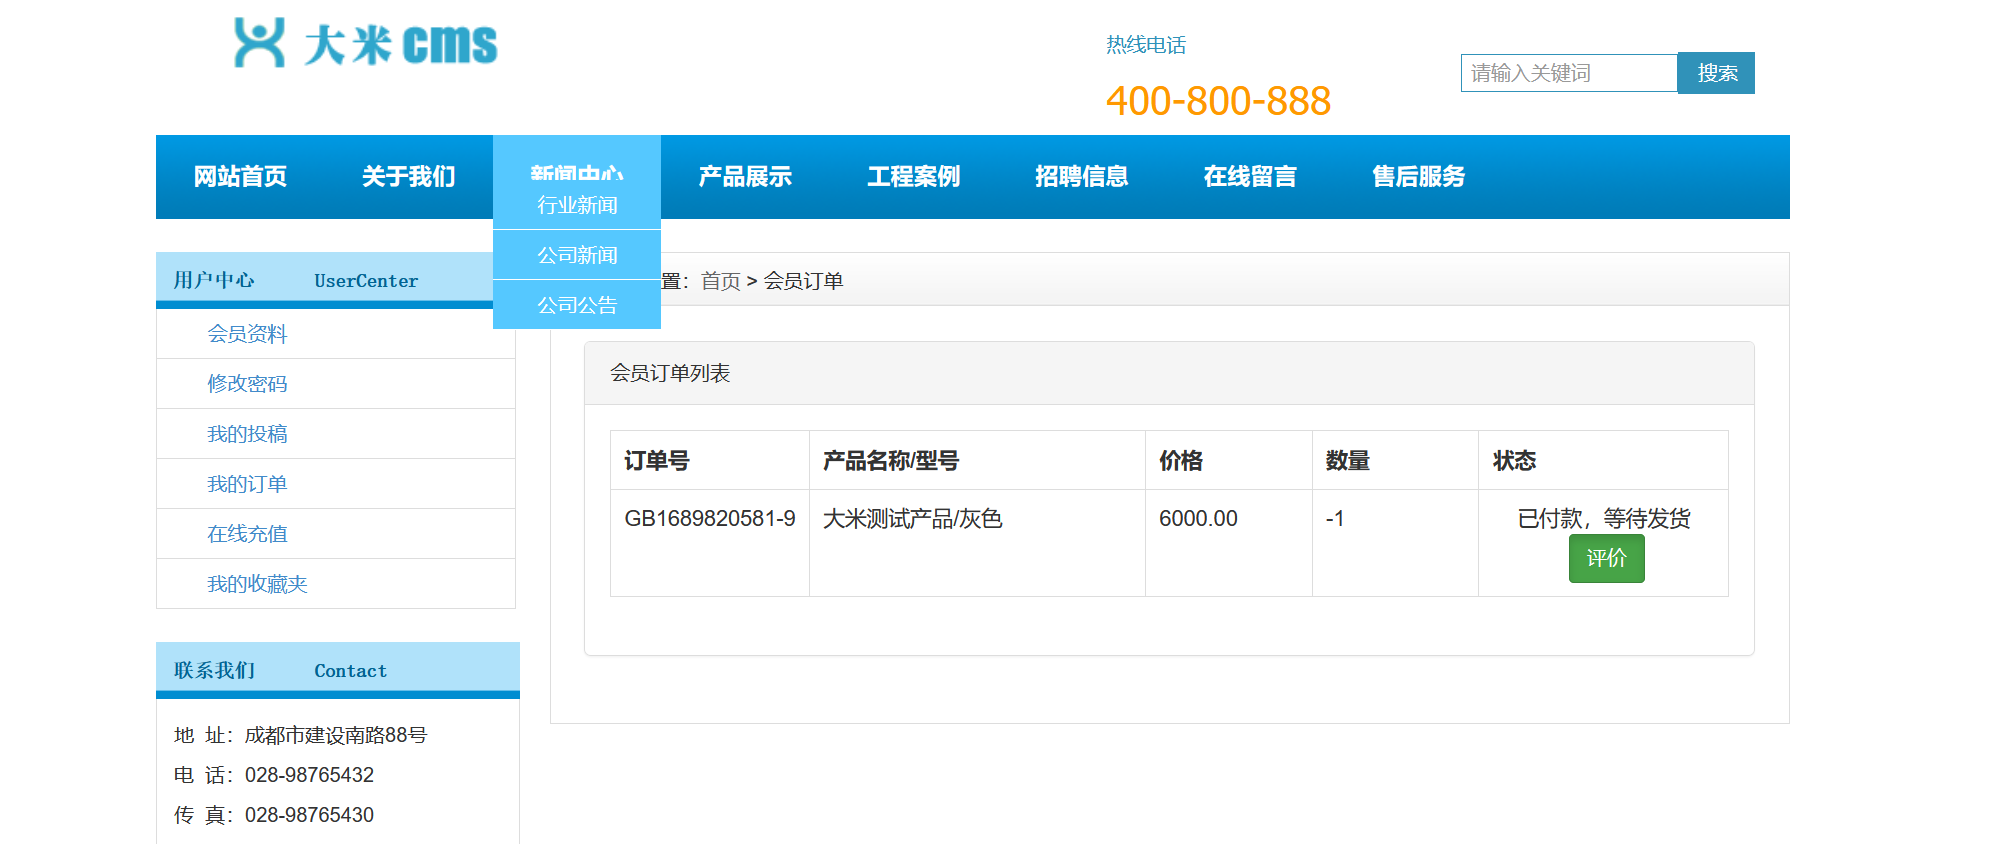 大米cms
热线电话
400-800-888
请输入关键词 搜索
网站首页 关于我们 新闻中心 产品展示 工程案例 招聘信息 在线留言 售后服务
行业新闻
公司新闻
公司公告
用户中心 UserCenter
会员资料
修改密码
我的投稿
我的订单
在线充值
我的收藏夹
置：首页 > 会员订单
会员订单列表
订单号 产品名称/型号 价格 数量 状态
GB1689820581-9 大米测试产品/灰色 6000.00 -1 已付款，等待发货
评价
联系我们 Contact
地 址：成都市建设南路88号
电 话：028-98765432
传 真：028-98765430